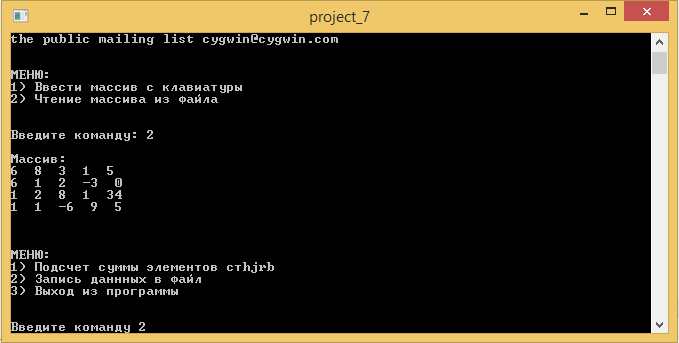 project_7
the public mailing list cygwin@cygwin.com
МЕНЮ:
1) Ввести массив с клавиатуры
2) Чтение массива из файла
Введите команду: 2
Массив:
6 8 3 1 5
6 1 2 -3 0
1 2 8 1 34
1 1 -6 9 5
МЕНЮ:
1) Подсчет суммы элементов стhjrb
2) Запись даннных в файл
3) Выход из программы
Введите команду 2